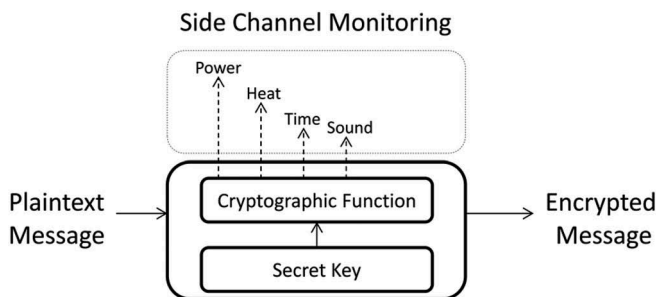 Side Channel Monitoring
Power
Heat
Time
Sound
Plaintext
Message
Cryptographic Function
Secret Key
Encrypted
Message